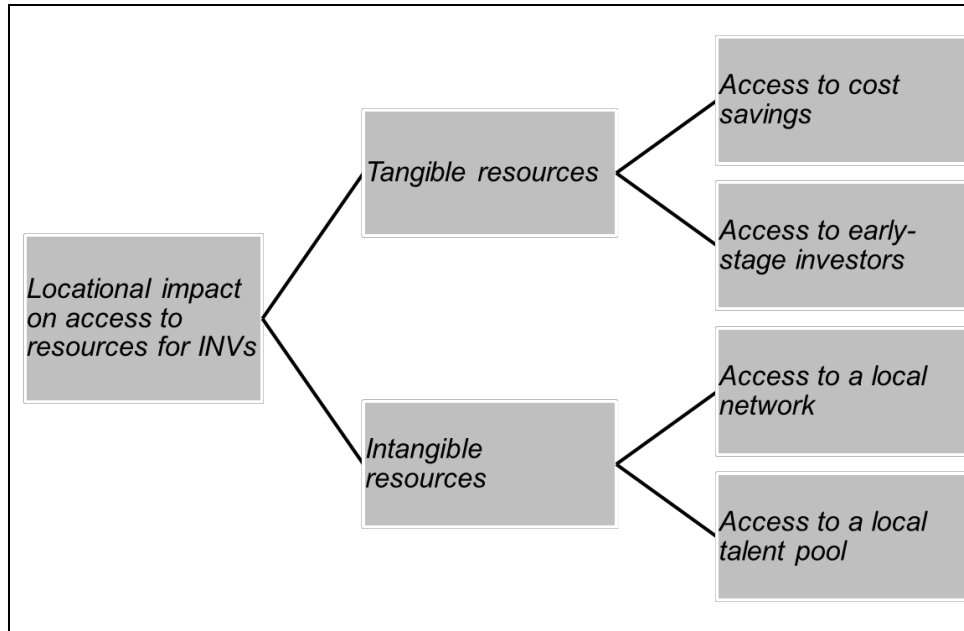 Locational impact
on access to
resources for INVs
Tangible resources
Intangible
resources
Access to cost
savings
Access to early-
stage investors
Access to a local
network
Access to a local
talent pool